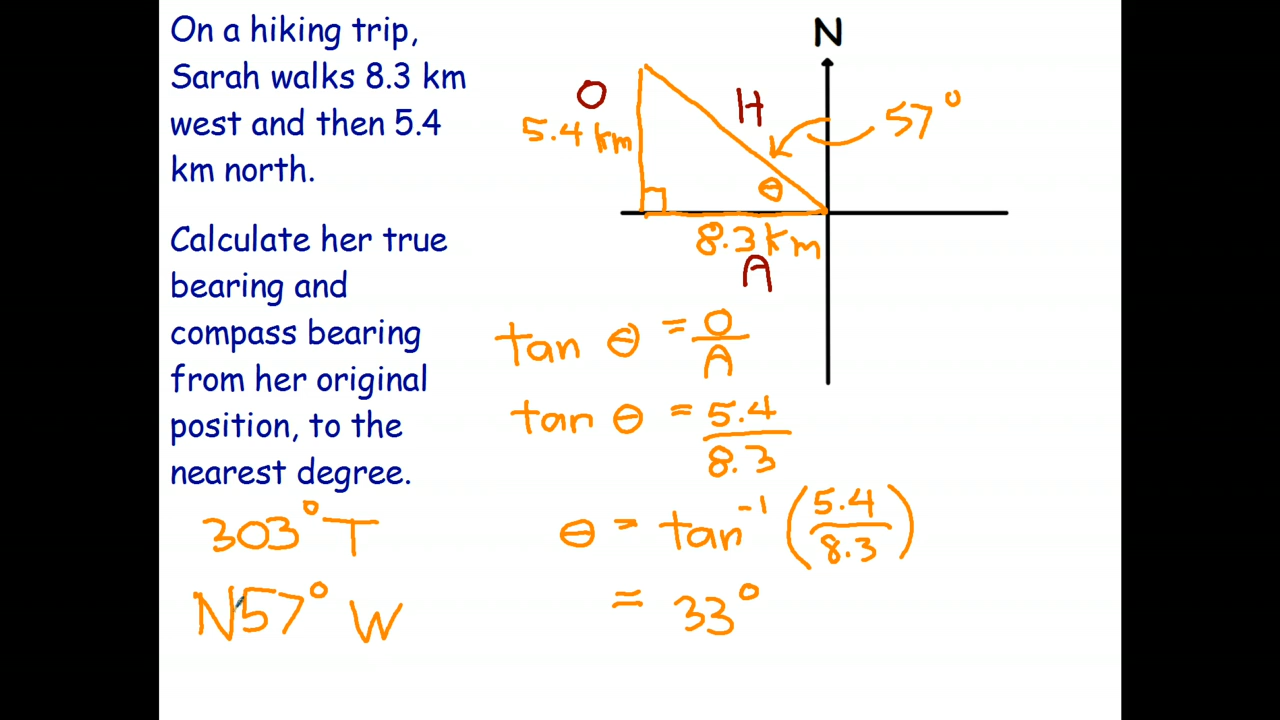 On a hiking trip,
Sarah walks 8.3 km
west and then 5.4
km north.
Calculate her true
bearing and
compass bearing
from her original
position, to the
nearest degree.
303° T
N57° W
N
O
H
57°
5.4 km
θ
8.3 km
A
tan θ = O/A
tan θ = 5.4/8.3
θ = tan⁻¹ (5.4/8.3)
= 33°